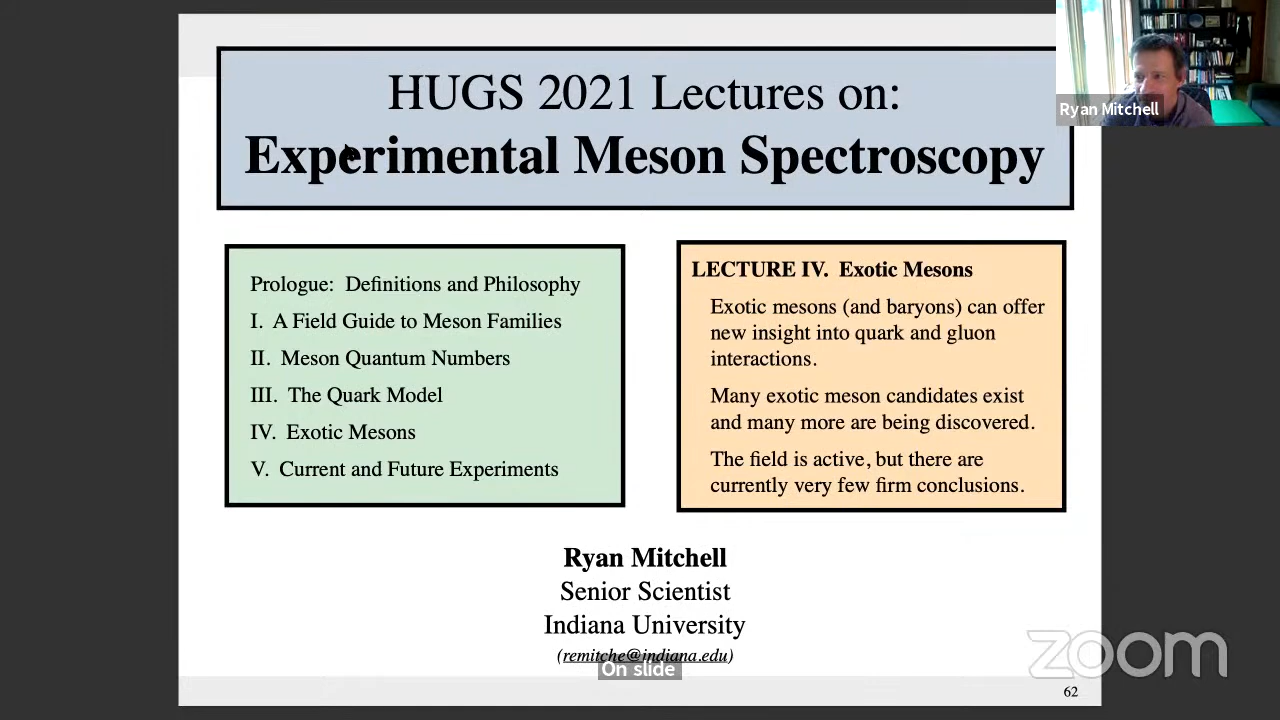 HUGS 2021 Lectures on:
Experimental Meson Spectroscopy
Ryan Mitchell
Prologue: Definitions and Philosophy
I. A Field Guide to Meson Families
II. Meson Quantum Numbers
III. The Quark Model
IV. Exotic Mesons
V. Current and Future Experiments
LECTURE IV. Exotic Mesons
Exotic mesons (and baryons) can offer
new insight into quark and gluon
interactions.
Many exotic meson candidates exist
and many more are being discovered.
The field is active, but there are
currently very few firm conclusions.
Ryan Mitchell
Senior Scientist
Indiana University
(remitche@indiana.edu)
On slide
zoom
62